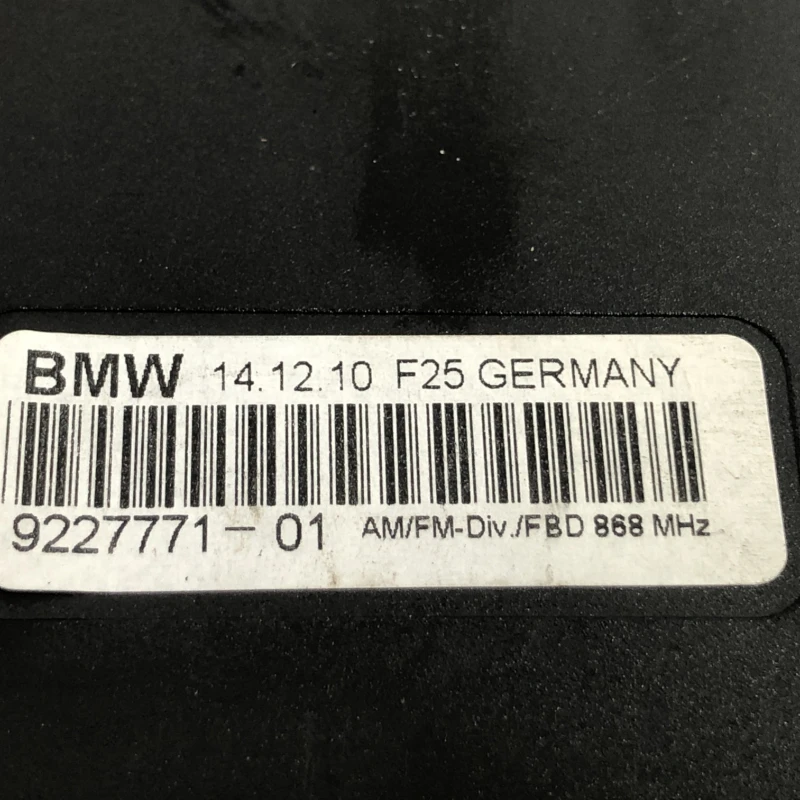 BMW 14.12.10 F25 GERMANY
9227771-01 AM/FM-Div./FBD 868 MHz